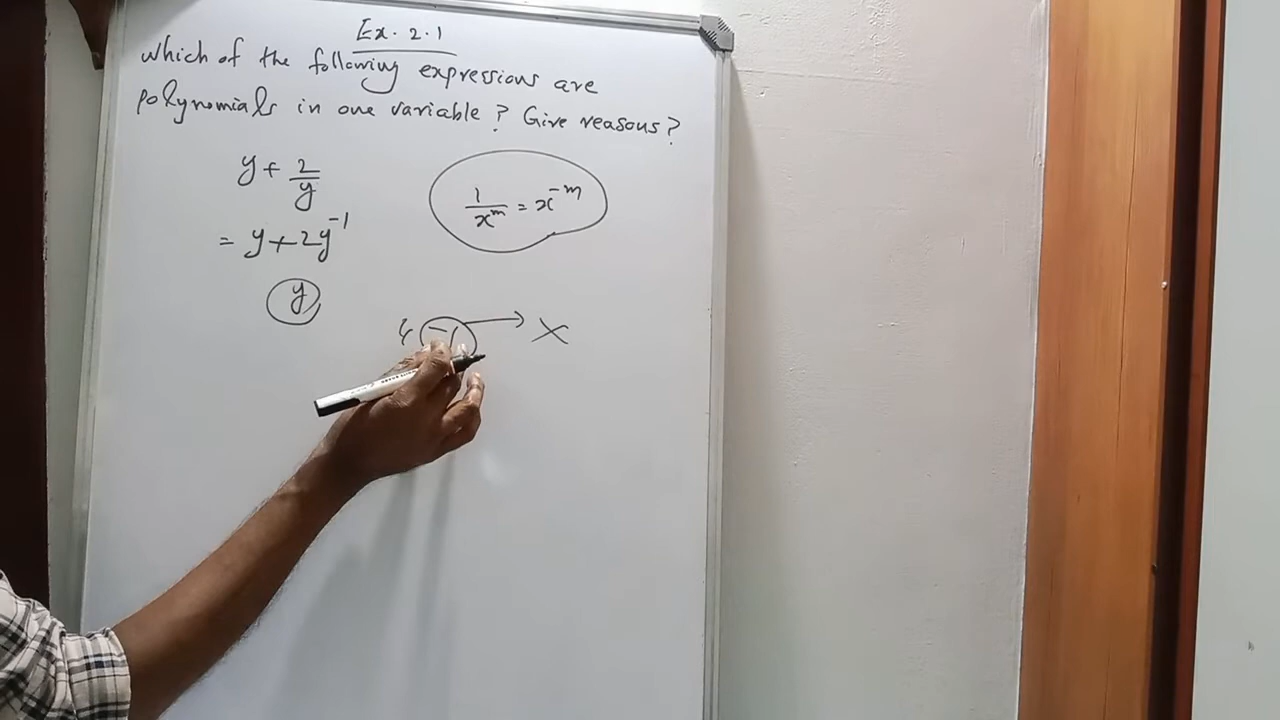 Ex. 2.1
Which of the following expressions are
polynomials in one variable ? Give reasons ?
y + 2/y
1/x^m = x^-m
= y + 2y^-1
y
-1 → X